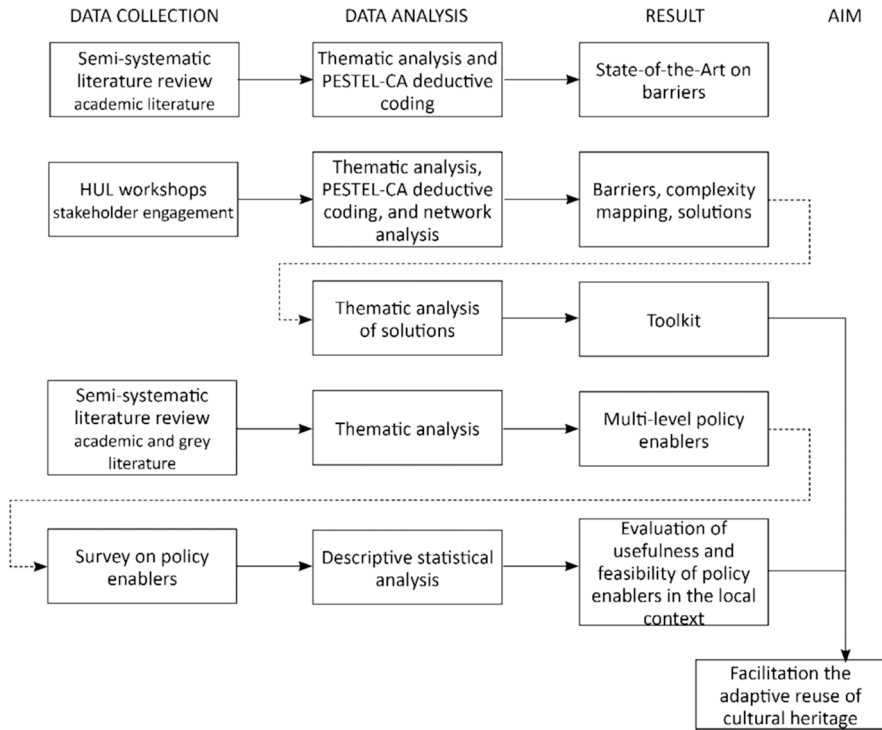 DATA COLLECTION
DATA ANALYSIS
RESULT
AIM
Semi-systematic
literature review
academic literature
Thematic analysis and
PESTEL-CA deductive
coding
State-of-the-Art on
barriers
HUL workshops
stakeholder engagement
Thematic analysis,
PESTEL-CA deductive
coding, and network
analysis
Barriers, complexity
mapping, solutions
Thematic analysis
of solutions
Toolkit
Semi-systematic
literature review
academic and grey
literature
Thematic analysis
Multi-level policy
enablers
Survey on policy
enablers
Descriptive statistical
analysis
Evaluation of
usefulness and
feasibility of policy
enablers in the local
context
Facilitation the
adaptive reuse of
cultural heritage